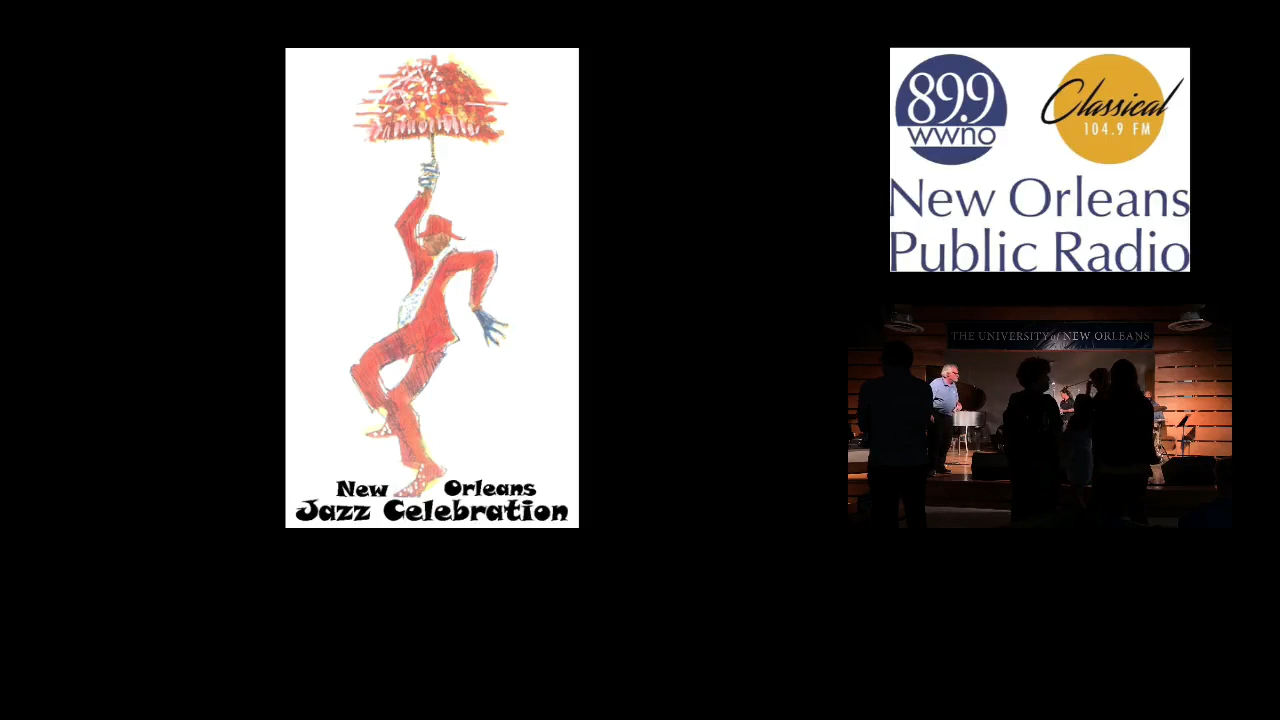 New Orleans
Jazz Celebration
89.9
wwno
Classical
104.9 FM
New Orleans
Public Radio
THE UNIVERSITY of NEW ORLEANS